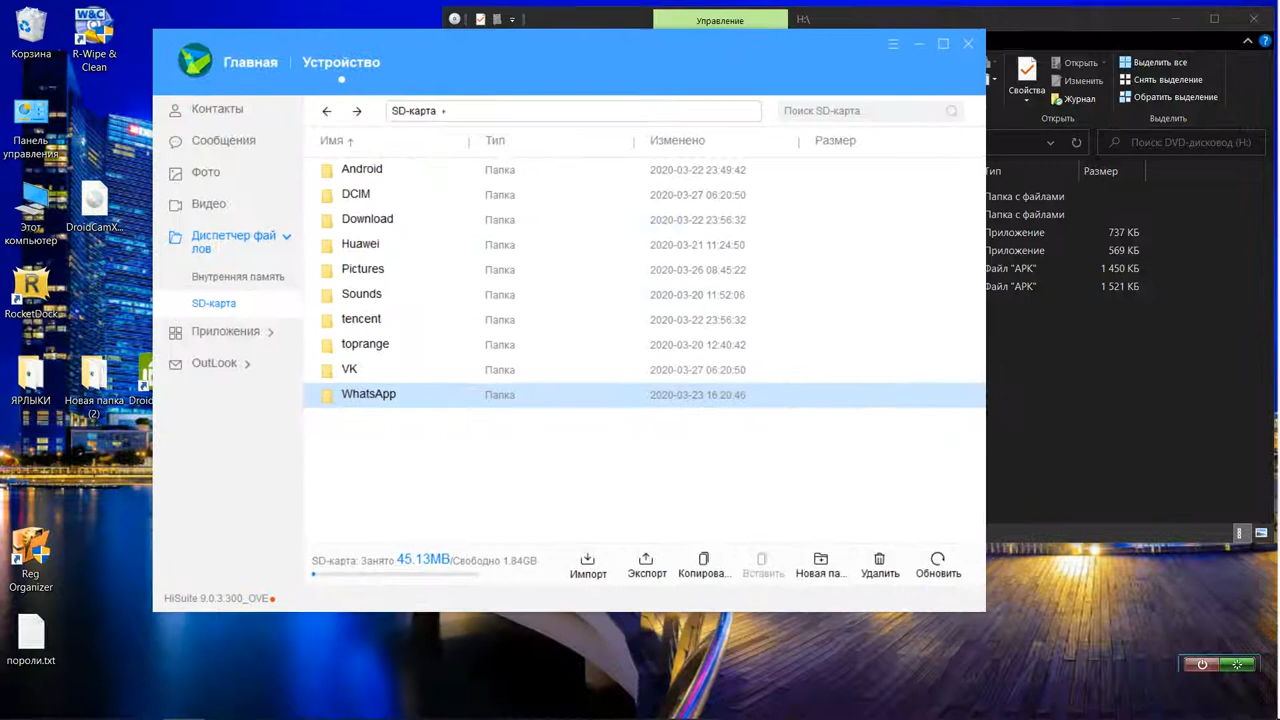 Корзина
R-Wipe &
Clean
Панель
управления
Этот
компьютер
DroidCamX...
RocketDock
ЯРЛЫКИ
Новая папка
(2)
Droid
Reg
Organizer
пороли.txt
Управление
H:\
Главная
Устройство
Контакты
Сообщения
Фото
Видео
Диспетчер фай
лов
Внутренняя память
SD-карта
Приложения
OutLook
SD-карта
Поиск SD-карта
Имя Тип Изменено Размер
Android Папка 2020-03-22 23:49:42
DCIM Папка 2020-03-27 06:20:50
Download Папка 2020-03-22 23:56:32
Huawei Папка 2020-03-21 11:24:50
Pictures Папка 2020-03-26 08:45:22
Sounds Папка 2020-03-20 11:52:06
tencent Папка 2020-03-22 23:56:32
toprange Папка 2020-03-20 12:40:42
VK Папка 2020-03-27 06:20:50
WhatsApp Папка 2020-03-23 16:20:46
SD-карта: Занято 45.13MB/Свободно 1.84GB
Импорт
Экспорт
Копирова...
Вставить
Новая па...
Удалить
Обновить
HiSuite 9.0.3.300_OVE
Свойства
Открыть
Изменить
Журнал
Открыть
Выделить все
Снять выделение
Обратить выделение
Выделить
Поиск: DVD-дисковод (H:)
Тип Размер
Папка с файлами
Папка с файлами
Приложение 737 КБ
Приложение 569 КБ
Файл "APK" 1 450 КБ
Файл "APK" 1 521 КБ